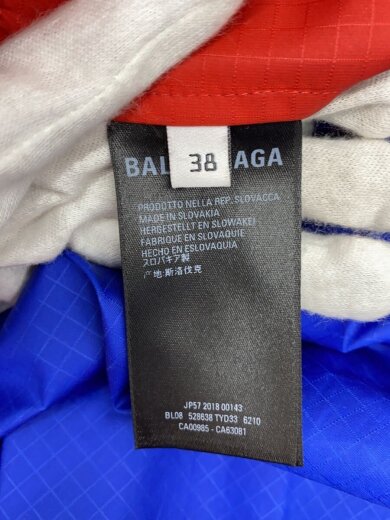 BAL 38 AGA
PRODOTTO NELLA REP. SLOVACCA
MADE IN SLOVAKIA
HERGESTELLT EN SLOWAKEI
FABRIQUE EN SLOVAQUIE
HECHO EN ESLOVAQUIA
スロバキア製
产地:斯洛伐克
JP57 2018 00143
BL08 528638 TYD33 6210
CA00985 - CA63081